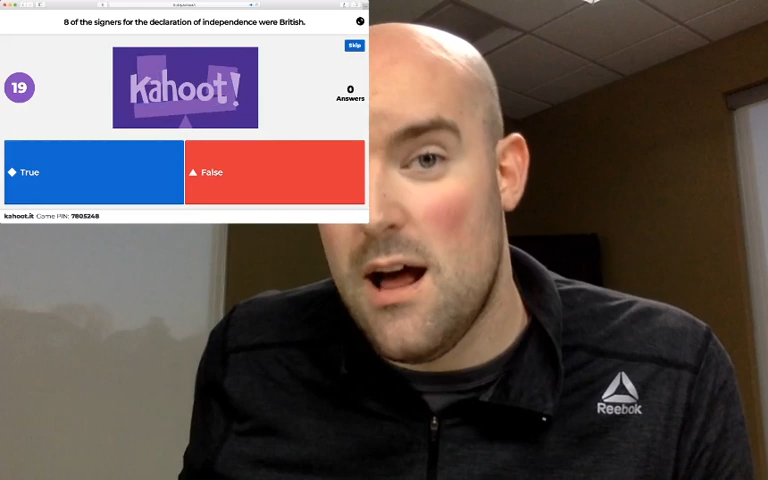 8 of the signers for the declaration of independence were British.
Skip
19
Kahoot!
0
Answers
True
False
kahoot.it Game PIN: 7805248
Reebok